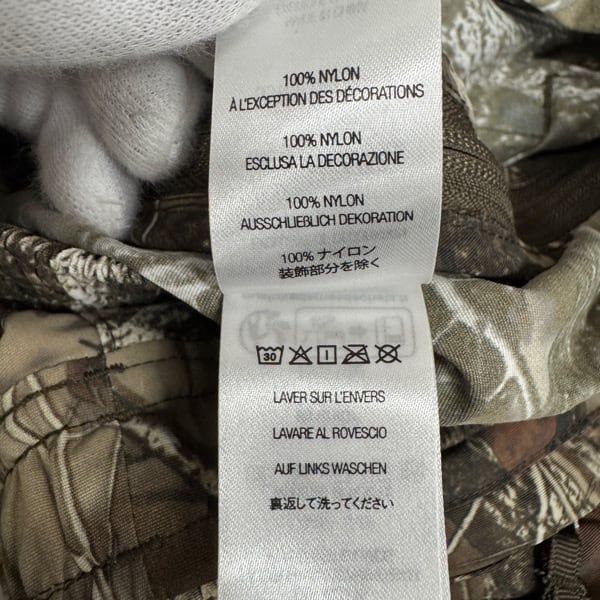 100% NYLON
À L'EXCEPTION DES DÉCORATIONS
100% NYLON
ESCLUSA LA DECORAZIONE
100% NYLON
AUSSCHLIEßLICH DEKORATION
100% ナイロン
装飾部分を除く
30
LAVER SUR L'ENVERS
LAVARE AL ROVESCIO
AUF LINKS WASCHEN
裏返して洗ってください